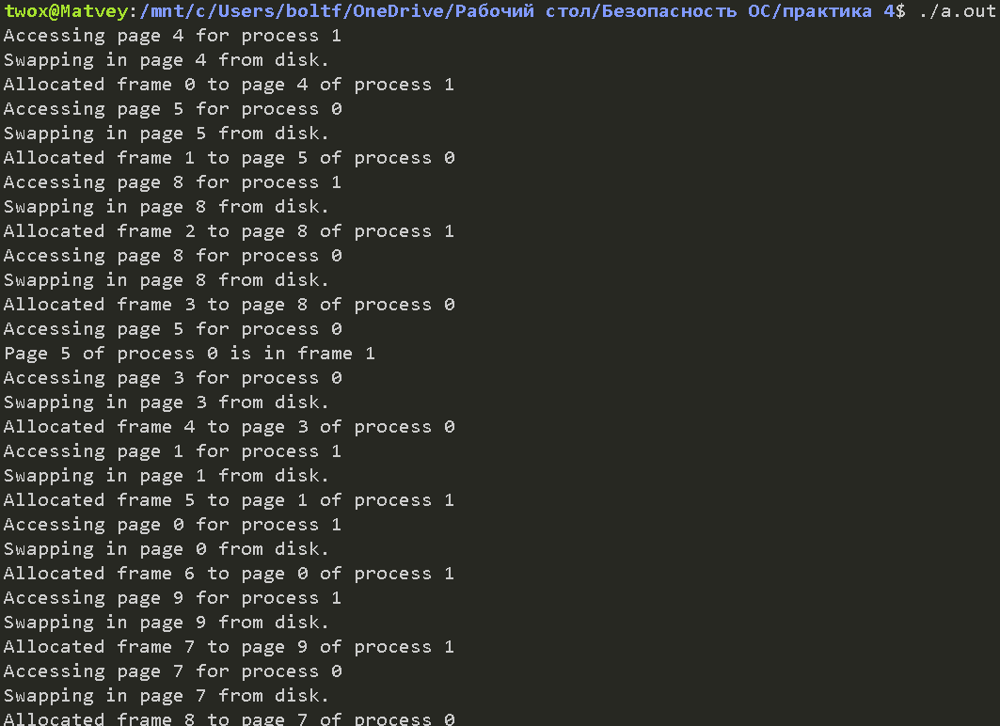 twox@Matvey:/mnt/c/Users/boltf/OneDrive/Рабочий стол/Безопасность ОС/практика 4$ ./a.out
Accessing page 4 for process 1
Swapping in page 4 from disk.
Allocated frame 0 to page 4 of process 1
Accessing page 5 for process 0
Swapping in page 5 from disk.
Allocated frame 1 to page 5 of process 0
Accessing page 8 for process 1
Swapping in page 8 from disk.
Allocated frame 2 to page 8 of process 1
Accessing page 8 for process 0
Swapping in page 8 from disk.
Allocated frame 3 to page 8 of process 0
Accessing page 5 for process 0
Page 5 of process 0 is in frame 1
Accessing page 3 for process 0
Swapping in page 3 from disk.
Allocated frame 4 to page 3 of process 0
Accessing page 1 for process 1
Swapping in page 1 from disk.
Allocated frame 5 to page 1 of process 1
Accessing page 0 for process 1
Swapping in page 0 from disk.
Allocated frame 6 to page 0 of process 1
Accessing page 9 for process 1
Swapping in page 9 from disk.
Allocated frame 7 to page 9 of process 1
Accessing page 7 for process 0
Swapping in page 7 from disk.
Allocated frame 8 to page 7 of process 0